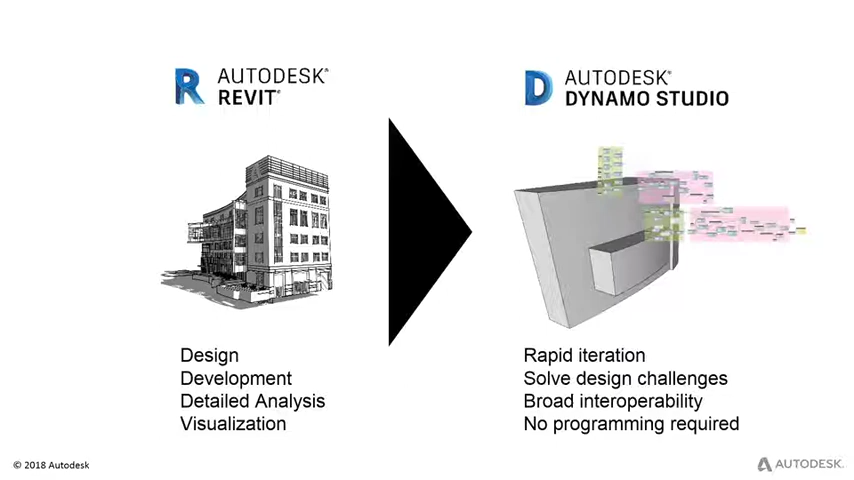 AUTODESK®
REVIT®
AUTODESK®
DYNAMO STUDIO
Design
Development
Detailed Analysis
Visualization
Rapid iteration
Solve design challenges
Broad interoperability
No programming required
© 2018 Autodesk
AUTODESK.